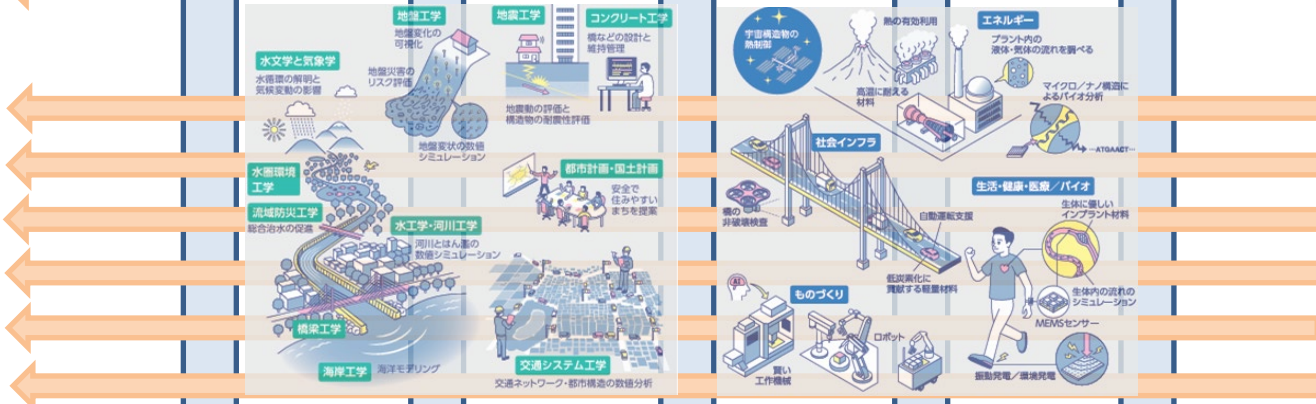 地盤工学
地盤変化の
可視化
地盤災害の
リスク評価
地盤変状の数値
シミュレーション
地震工学
地震動の評価と
構造物の耐震性評価
コンクリート工学
橋などの設計と
維持管理
水文学と気象学
水循環の解明と
気候変動の影響
水圏環境
工学
流域防災工学
総合治水の促進
水工学・河川工学
河川とはん濫の
数値シミュレーション
都市計画・国土計画
安全で
住みやすい
まちを提案
橋梁工学
海岸工学
海洋モデリング
交通システム工学
交通ネットワーク・都市構造の数値分析
宇宙構造物の
熱制御
熱の有効利用
高温に耐える
材料
エネルギー
プラント内の
液体・気体の流れを調べる
マイクロ/ナノ構造に
よるバイオ分析
…ATGAACT…
社会インフラ
橋の
非破壊検査
自動運転支援
低炭素化に
貢献する軽量材料
生活・健康・医療/バイオ
生体に優しい
インプラント材料
生体内の流れの
シミュレーション
MEMSセンサー
振動発電/環境発電
ものづくり
AI
賢い
工作機械
ロボット